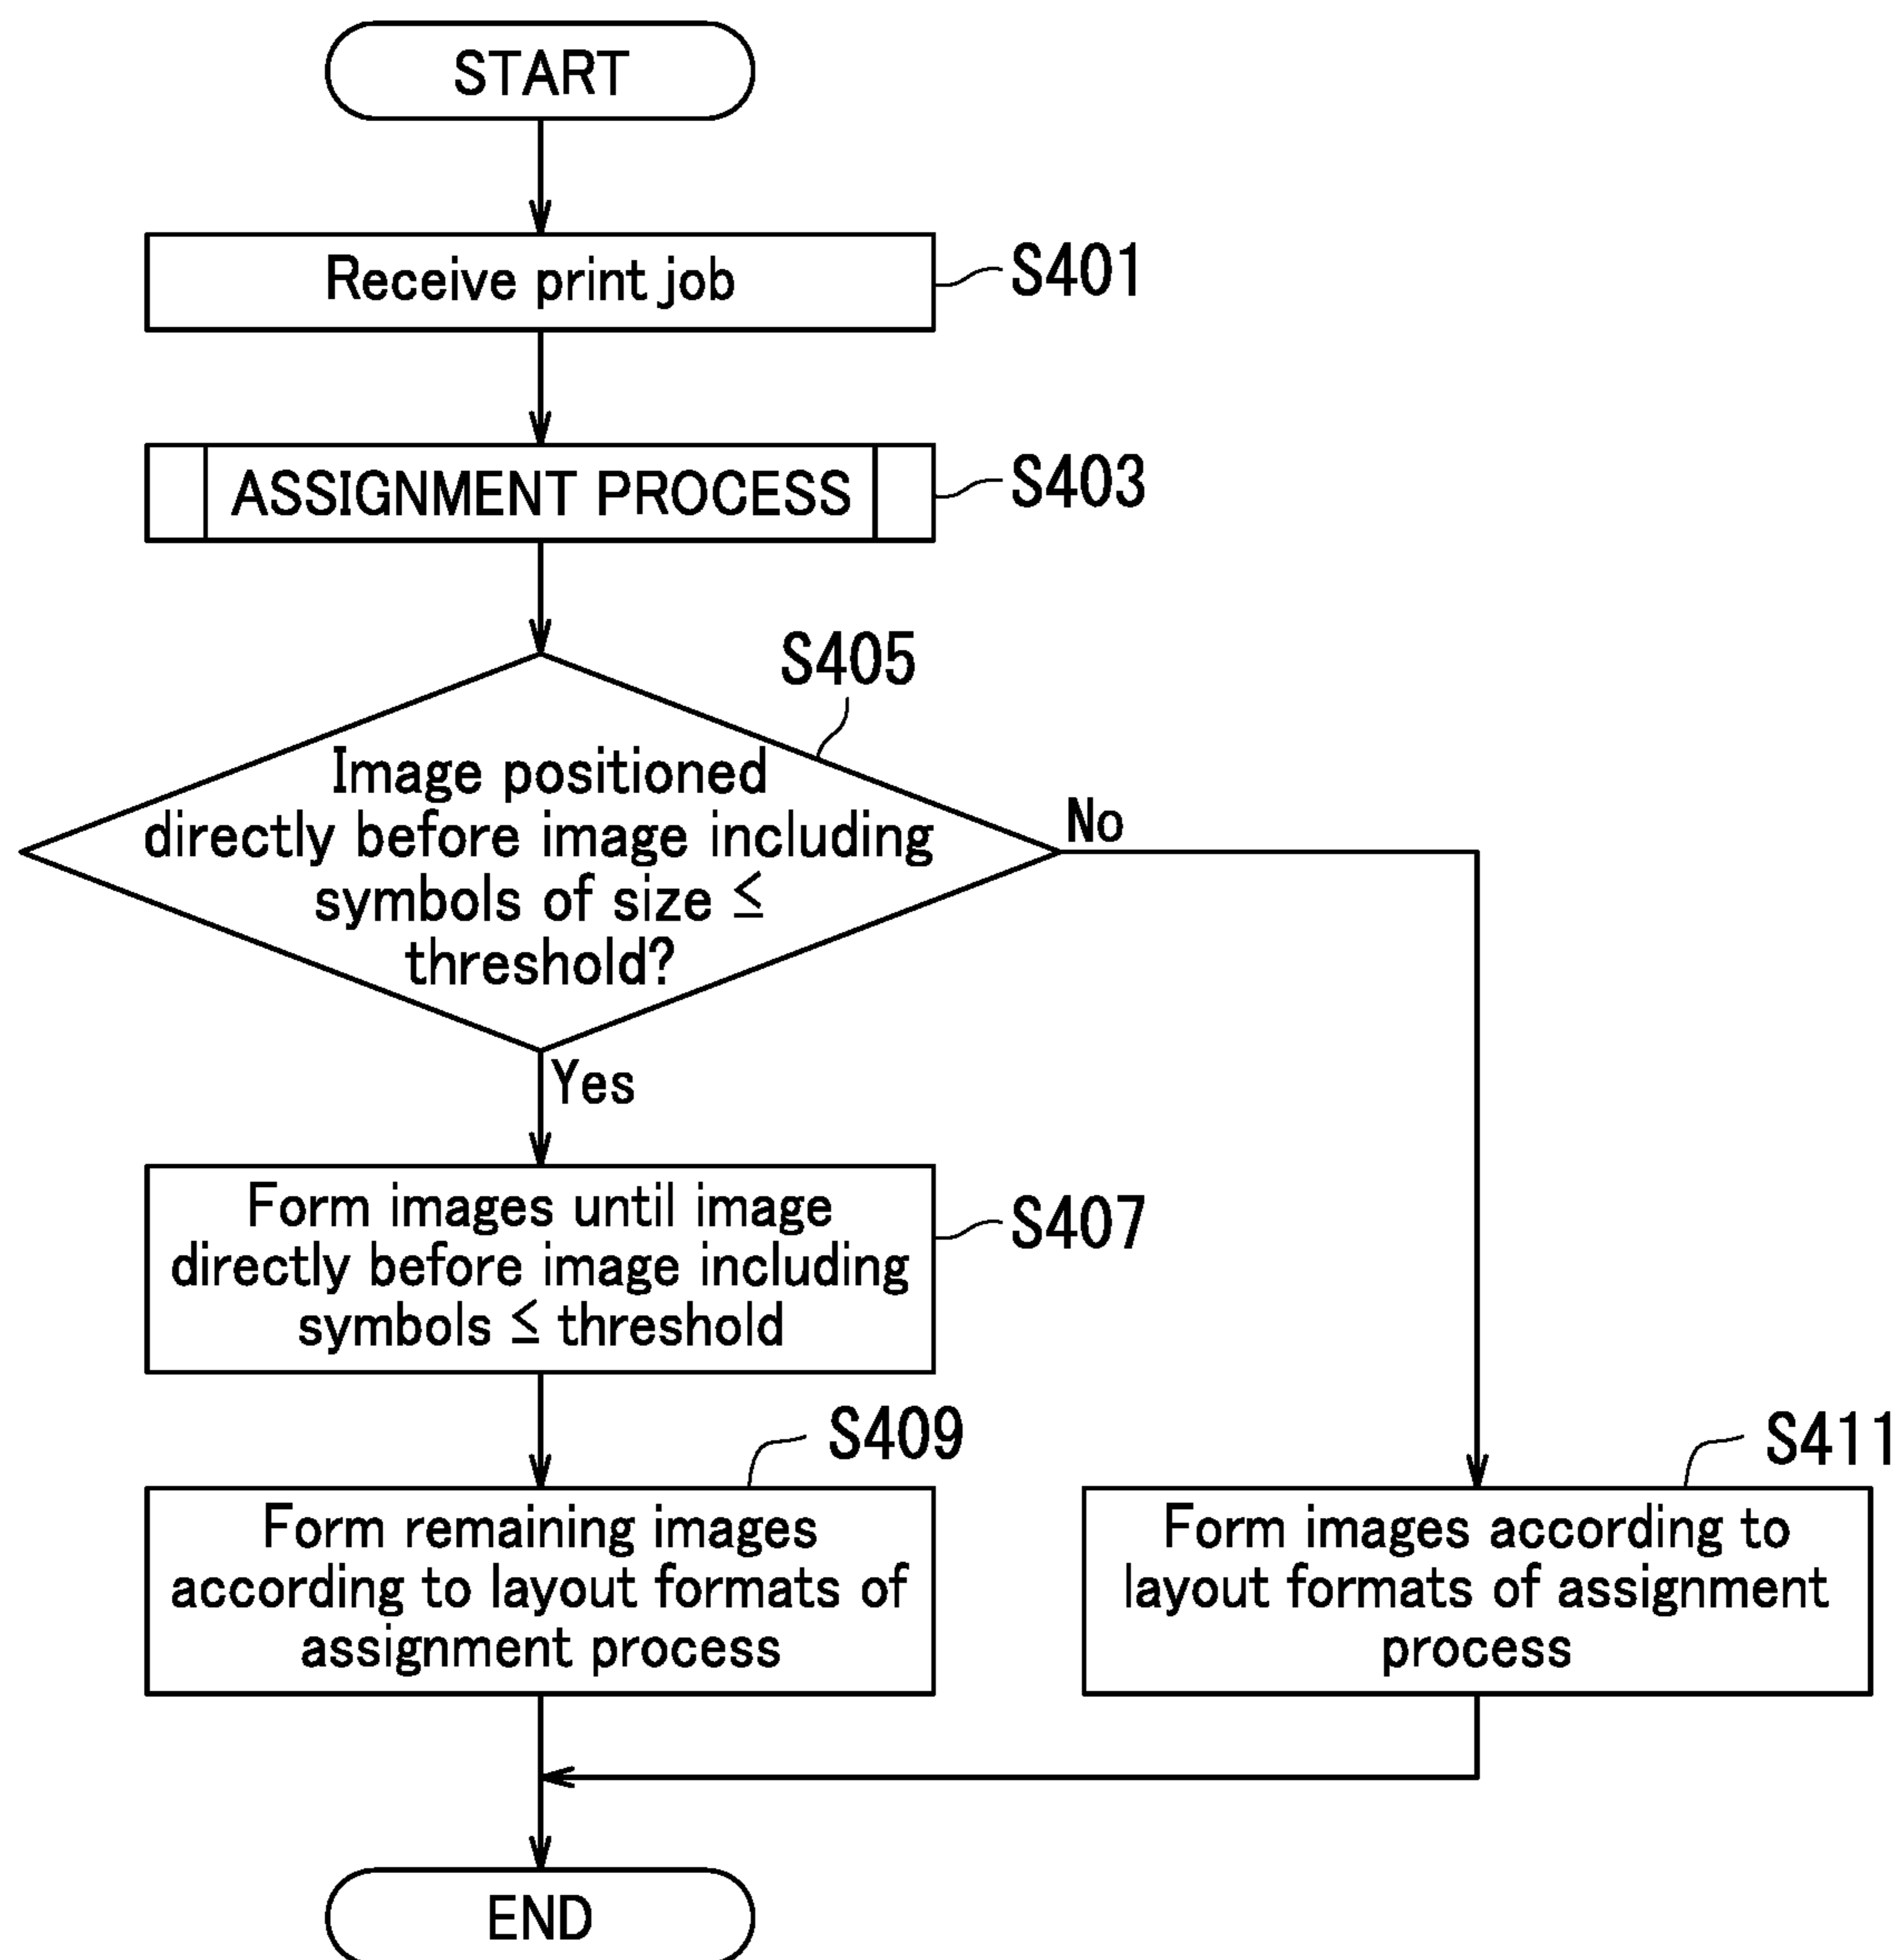 START
Receive print job
S401
ASSIGNMENT PROCESS
S403
S405
Image positioned
directly before image including
symbols of size ≤
threshold?
No
Yes
Form images until image
directly before image including
symbols ≤ threshold
S407
S409
Form remaining images
according to layout formats of
assignment process
S411
Form images according to
layout formats of assignment
process
END